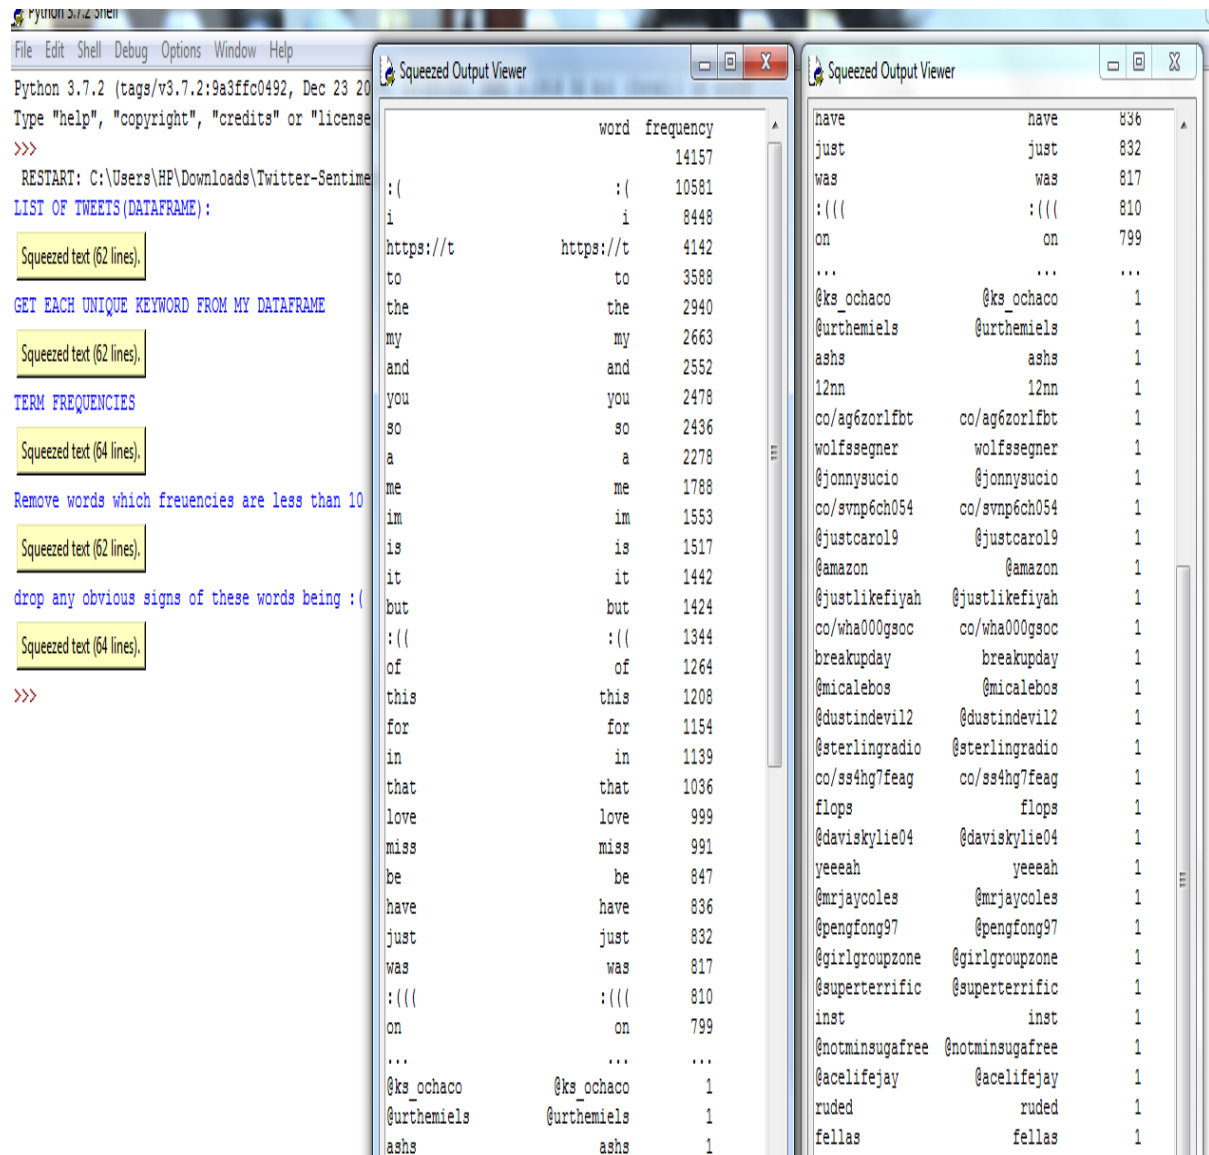 Python 3.7.2 Shell
File Edit Shell Debug Options Window Help
Python 3.7.2 (tags/v3.7.2:9a3ffc0492, Dec 23 20
Type "help", "copyright", "credits" or "license
>>>
RESTART: C:\Users\HP\Downloads\Twitter-Sentime
LIST OF TWEETS(DATAFRAME):
Squeezed text (62 lines).
GET EACH UNIQUE KEYWORD FROM MY DATAFRAME
Squeezed text (62 lines).
TERM FREQUENCIES
Squeezed text (64 lines).
Remove words which freuencies are less than 10
Squeezed text (62 lines).
drop any obvious signs of these words being :(
Squeezed text (64 lines).
>>>
Squeezed Output Viewer
word frequency
14157
:( :( 10581
i i 8448
https://t https://t 4142
to to 3588
the the 2940
my my 2663
and and 2552
you you 2478
so so 2436
a a 2278
me me 1788
im im 1553
is is 1517
it it 1442
but but 1424
:(( :(( 1344
of of 1264
this this 1208
for for 1154
in in 1139
that that 1036
love love 999
miss miss 991
be be 847
have have 836
just just 832
was was 817
:((( :((( 810
on on 799
... ... ...
@ks_ochaco @ks_ochaco 1
@urthemiels @urthemiels 1
ashs ashs 1
Squeezed Output Viewer
have have 836
just just 832
was was 817
:((( :((( 810
on on 799
... ... ...
@ks_ochaco @ks_ochaco 1
@urthemiels @urthemiels 1
ashs ashs 1
12nn 12nn 1
co/ag6zorlfbt co/ag6zorlfbt 1
wolfssegner wolfssegner 1
@jonnysucio @jonnysucio 1
co/svnp6ch054 co/svnp6ch054 1
@justcarol9 @justcarol9 1
@amazon @amazon 1
@justlikefiyah @justlikefiyah 1
co/wha000gsoc co/wha000gsoc 1
breakupday breakupday 1
@micalebos @micalebos 1
@dustindevil2 @dustindevil2 1
@sterlingradio @sterlingradio 1
co/ss4hg7feag co/ss4hg7feag 1
flops flops 1
@daviskylie04 @daviskylie04 1
yeeeah yeeeah 1
@mrjaycoles @mrjaycoles 1
@pengfong97 @pengfong97 1
@girlgroupzone @girlgroupzone 1
@superterrific @superterrific 1
inst inst 1
@notminsugafree @notminsugafree 1
@acelifejay @acelifejay 1
ruded ruded 1
fellas fellas 1